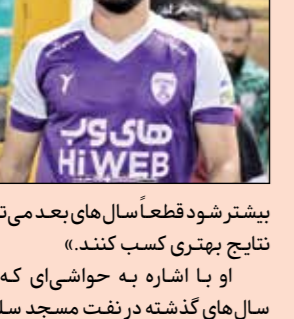 های‌وب
HiWEB
بیشتر شود قطعاً سال‌های بعد می‌ت
نتایج بهتری کسب کنند.»
او با اشاره به حواشی‌ای که
سال‌های گذشته در نفت مسجد سل